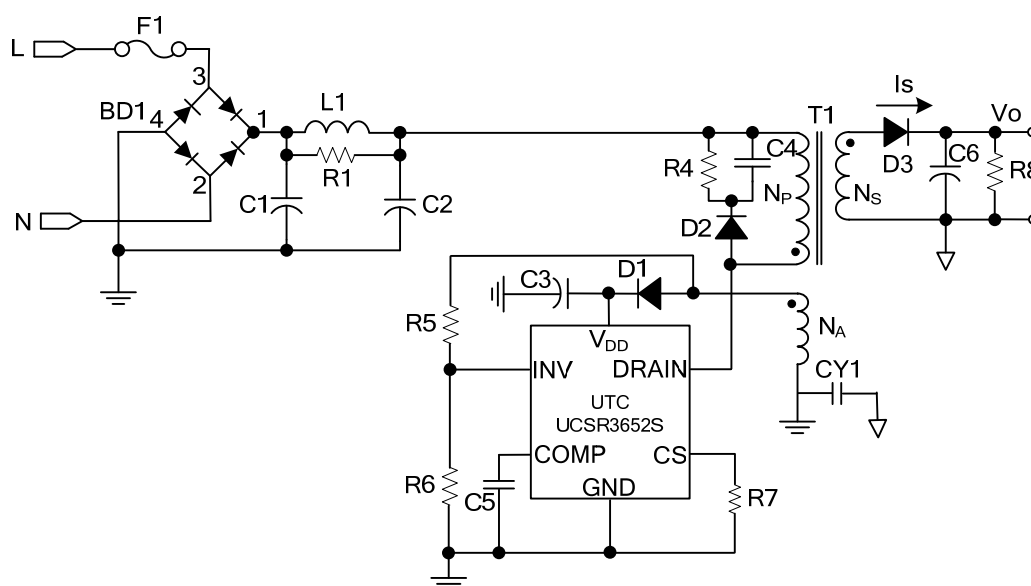 F1
L
3
BD1
4
1
2
N
L1
R1
C1
C2
R4
C4
T1
Is
Vo
D3
C6
R8
NP
NS
D2
C3
D1
R5
VDD
NA
INV
DRAIN
CY1
UTC
UCSR3652S
COMP
CS
R6
C5
GND
R7